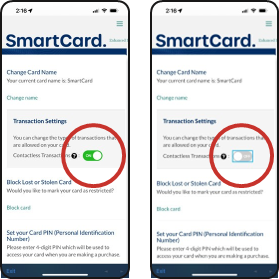 2:16
SmartCard.
Change Card Name
Your current card name is: SmartCard
Change name
Transaction Settings
You can change the types of transactions that
are allowed on your card.
Contactless Transactions ?
ON
Block Lost or Stolen Card
Would you like to mark your card as restricted?
Block card
Set your Card PIN (Personal Identification
Number)
Please enter 4-digit PIN which will be used to
access your card when you are making a purchase.
Exit
2:16
SmartCard.
Change Card Name
Your current card name is: SmartCard
Change name
Transaction Settings
You can change the types of transactions that
are allowed on your card.
Contactless Transactions ?
Block Lost or Stolen Card
Would you like to mark your card as restricted?
Block card
Set your Card PIN (Personal Identification
Number)
Please enter 4-digit PIN which will be used to
access your card when you are making a purchase.
Exit